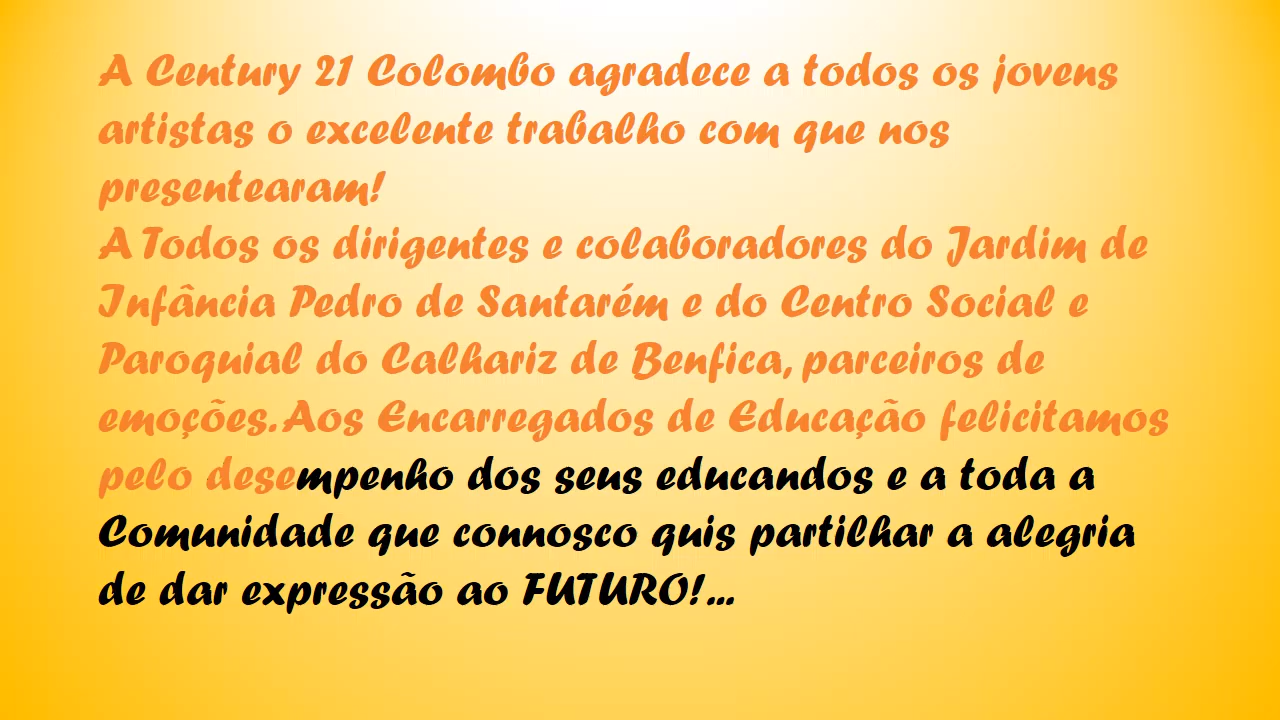 A Century 21 Colombo agradece a todos os jovens
artistas o excelente trabalho com que nos
presentearam!
A Todos os dirigentes e colaboradores do Jardim de
Infância Pedro de Santarém e do Centro Social e
Paroquial do Calhariz de Benfica, parceiros de
emoções. Aos Encarregados de Educação felicitamos
pelo desempenho dos seus educandos e a toda a
Comunidade que connosco quis partilhar a alegria
de dar expressão ao FUTURO!...